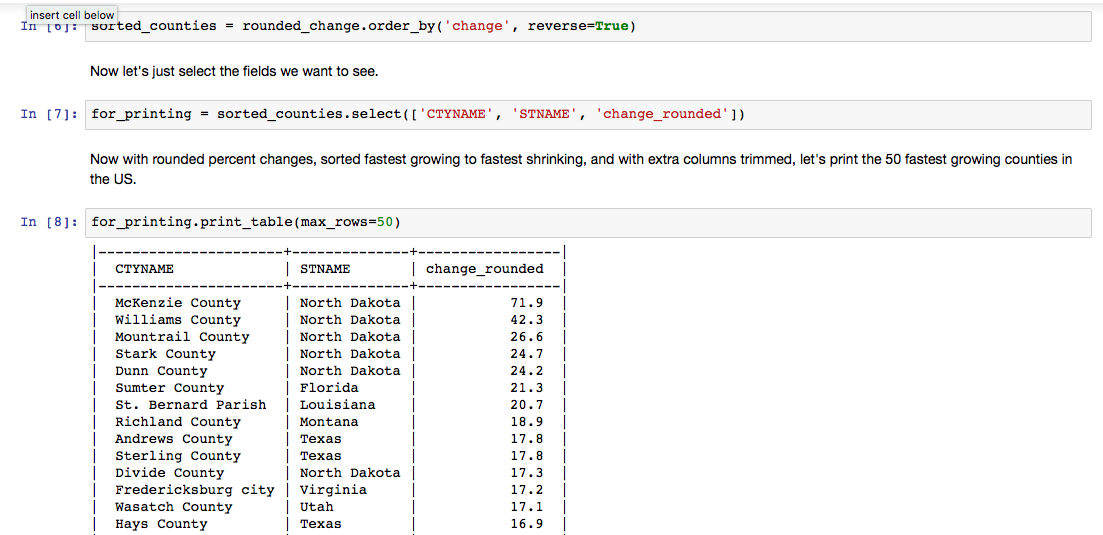 insert cell below
In [6]: sorted_counties = rounded_change.order_by('change', reverse=True)
Now let's just select the fields we want to see.
In [7]: for_printing = sorted_counties.select(['CTYNAME', 'STNAME', 'change_rounded'])
Now with rounded percent changes, sorted fastest growing to fastest shrinking, and with extra columns trimmed, let's print the 50 fastest growing counties in
the US.
In [8]: for_printing.print_table(max_rows=50)
|----------------------+--------------+-----------------|
| CTYNAME | STNAME | change_rounded |
|----------------------+--------------+-----------------|
| McKenzie County | North Dakota | 71.9 |
| Williams County | North Dakota | 42.3 |
| Mountrail County | North Dakota | 26.6 |
| Stark County | North Dakota | 24.7 |
| Dunn County | North Dakota | 24.2 |
| Sumter County | Florida | 21.3 |
| St. Bernard Parish | Louisiana | 20.7 |
| Richland County | Montana | 18.9 |
| Andrews County | Texas | 17.8 |
| Sterling County | Texas | 17.8 |
| Divide County | North Dakota | 17.3 |
| Fredericksburg city | Virginia | 17.2 |
| Wasatch County | Utah | 17.1 |
| Hays County | Texas | 16.9 |